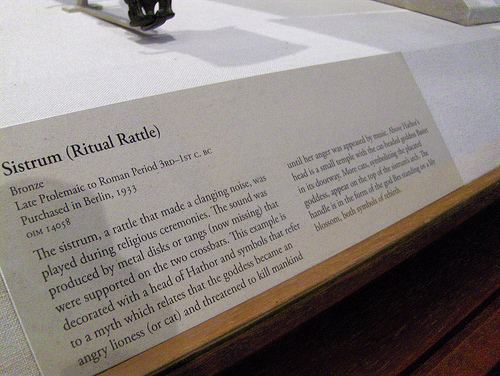 Sistrum (Ritual Rattle)
Bronze
Late Ptolemaic to Roman Period 3RD–1ST C. BC
Purchased in Berlin, 1933
OIM 14058
The sistrum, a rattle that made a clanging noise, was
played during religious ceremonies. The sound was
produced by metal disks or tangs (now missing) that
were supported on the two crossbars. This example is
decorated with a head of Hathor and symbols that refer
to a myth which relates that the goddess became an
angry lioness (or cat) and threatened to kill mankind
until her anger was appeased by music. Above Hathor's
head is a small temple with the cat-headed goddess Bastet
in its doorway. More cats, symbolizing the placated
goddess, appear on the top of the sistrum's arch. The
handle is in the form of the god Bes standing on a lily
blossom, both symbols of rebirth.